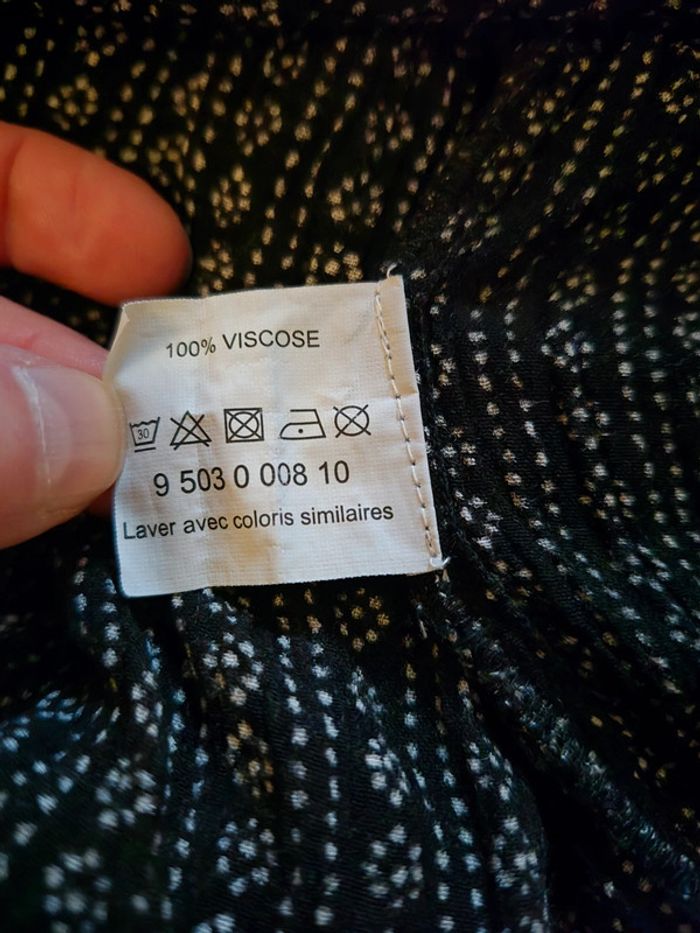 100% VISCOSE
30
9 503 0 008 10
Laver avec coloris similaires